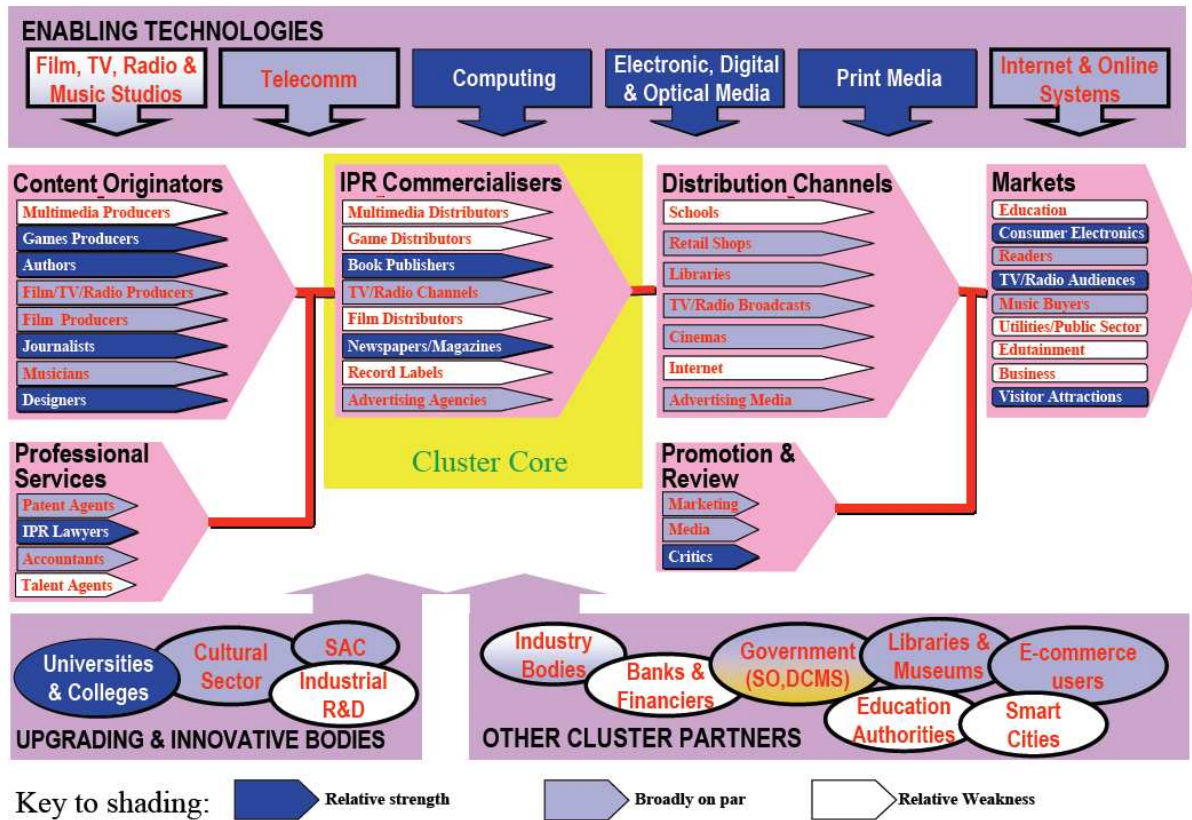 ENABLING TECHNOLOGIES
Film, TV, Radio &
Music Studios
Telecomm
Computing
Electronic, Digital
& Optical Media
Print Media
Internet & Online
Systems
Content Originators
Multimedia Producers
Games Producers
Authors
Film/TV/Radio Producers
Film Producers
Journalists
Musicians
Designers
IPR Commercialisers
Multimedia Distributors
Game Distributors
Book Publishers
TV/Radio Channels
Film Distributors
Newspapers/Magazines
Record Labels
Advertising Agencies
Cluster Core
Distribution Channels
Schools
Retail Shops
Libraries
TV/Radio Broadcasts
Cinemas
Internet
Advertising Media
Markets
Education
Consumer Electronics
Readers
TV/Radio Audiences
Music Buyers
Utilities/Public Sector
Edutainment
Business
Visitor Attractions
Professional
Services
Patent Agents
IPR Lawyers
Accountants
Talent Agents
Promotion &
Review
Marketing
Media
Critics
Universities
& Colleges
Cultural
Sector
SAC
Industrial
R&D
UPGRADING & INNOVATIVE BODIES
Industry
Bodies
Banks &
Financiers
Government
(SO,DCMS)
Libraries &
Museums
E-commerce
users
Education
Authorities
Smart
Cities
OTHER CLUSTER PARTNERS
Key to shading:
Relative strength
Broadly on par
Relative Weakness